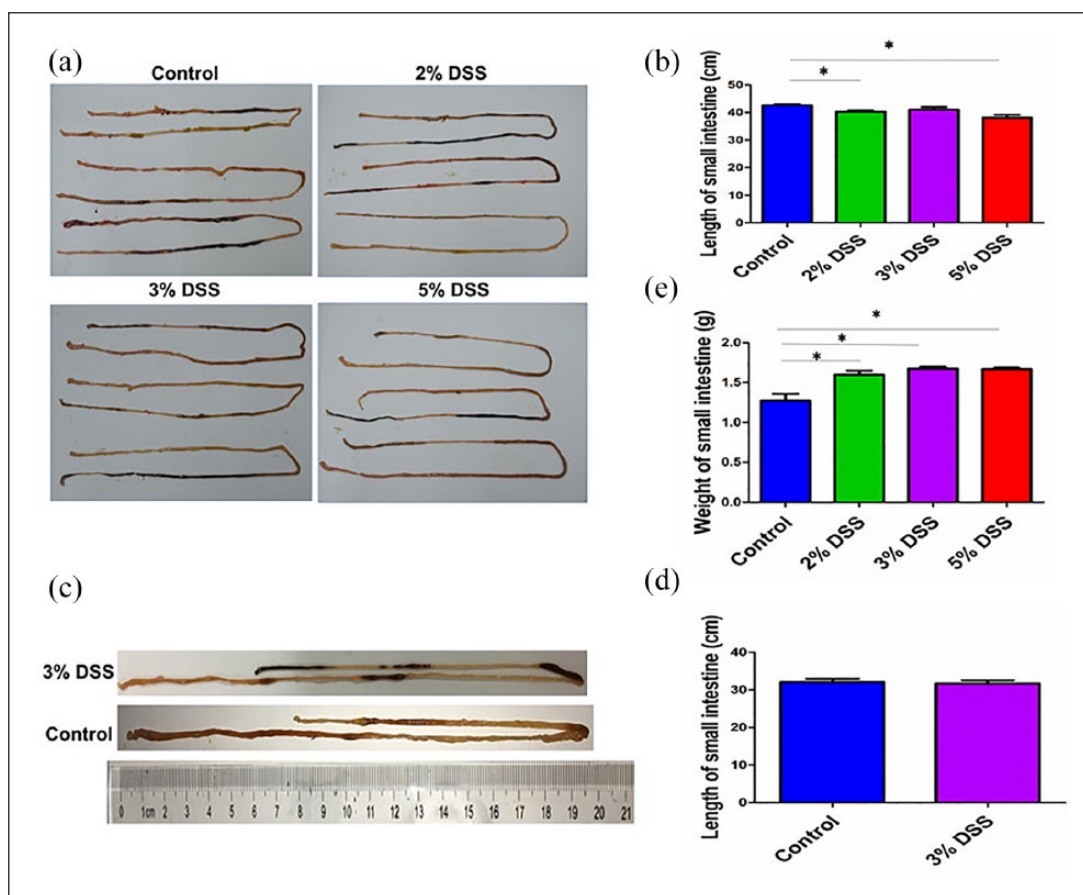 (a)
Control
2% DSS
3% DSS
5% DSS
(b)
*
*
Length of small intestine (cm)
50
40
30
20
10
0
Control
2% DSS
3% DSS
5% DSS
(e)
*
*
*
Weight of small intestine (g)
2.0
1.5
1.0
0.5
0.0
Control
2% DSS
3% DSS
5% DSS
(c)
3% DSS
Control
0 1cm 2 3 4 5 6 7 8 9 10 11 12 13 14 15 16 17 18 19 20 21
(d)
Length of small intestine (cm)
40
30
20
10
0
Control
3% DSS